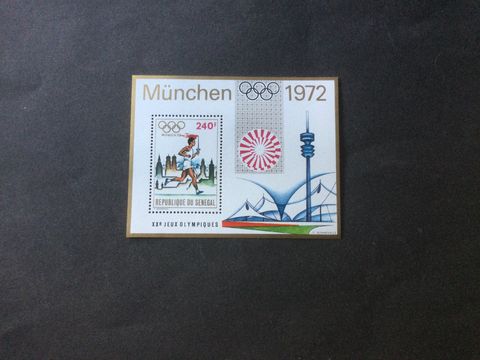 München 1972
240F
REPUBLIQUE DU SENEGAL
XXe JEUX OLYMPIQUES